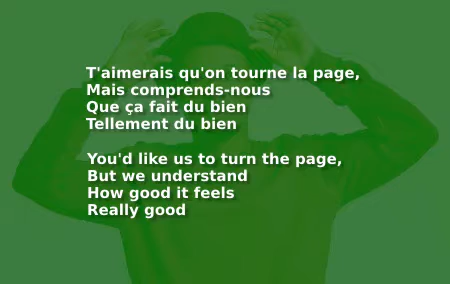 T'aimerais qu'on tourne la page,
Mais comprends-nous
Que ça fait du bien
Tellement du bien
You'd like us to turn the page,
But we understand
How good it feels
Really good